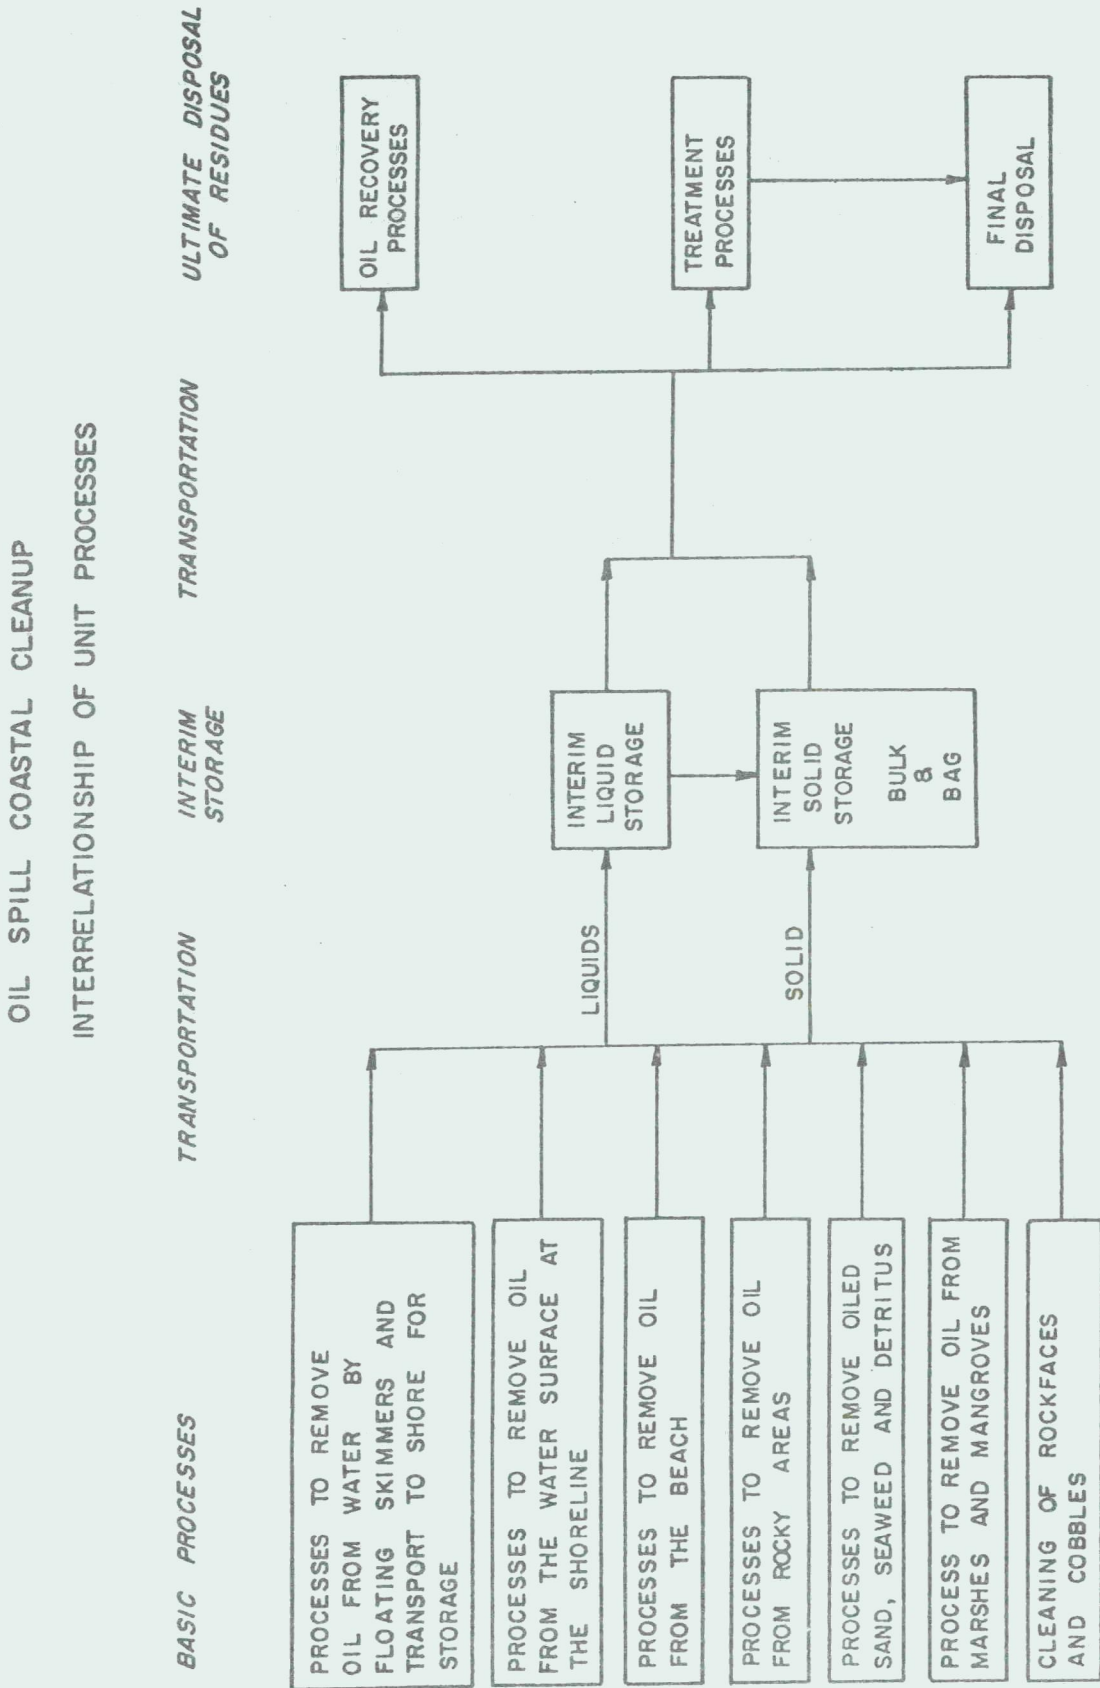 OIL SPILL COASTAL CLEANUP
INTERRELATIONSHIP OF UNIT PROCESSES
BASIC PROCESSES
TRANSPORTATION
INTERIM
STORAGE
TRANSPORTATION
ULTIMATE DISPOSAL
OF RESIDUES
PROCESSES TO REMOVE
OIL FROM WATER BY
FLOATING SKIMMERS AND
TRANSPORT TO SHORE FOR
STORAGE
PROCESSES TO REMOVE OIL
FROM THE WATER SURFACE AT
THE SHORELINE
PROCESSES TO REMOVE OIL
FROM THE BEACH
PROCESSES TO REMOVE OIL
FROM ROCKY AREAS
PROCESSES TO REMOVE OILED
SAND, SEAWEED AND DETRITUS
PROCESS TO REMOVE OIL FROM
MARSHES AND MANGROVES
CLEANING OF ROCKFACES
AND COBBLES
LIQUIDS
SOLID
INTERIM
LIQUID
STORAGE
INTERIM
SOLID
STORAGE
BULK
&
BAG
OIL RECOVERY
PROCESSES
TREATMENT
PROCESSES
FINAL
DISPOSAL